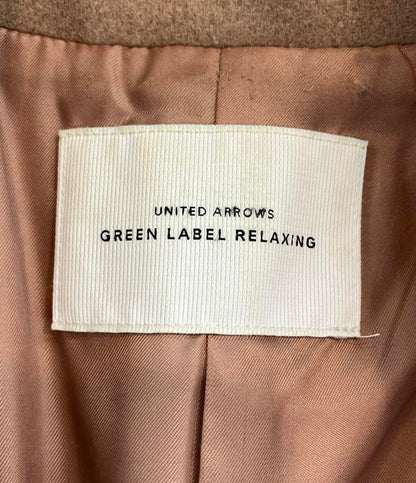 UNITED ARROWS
GREEN LABEL RELAXING